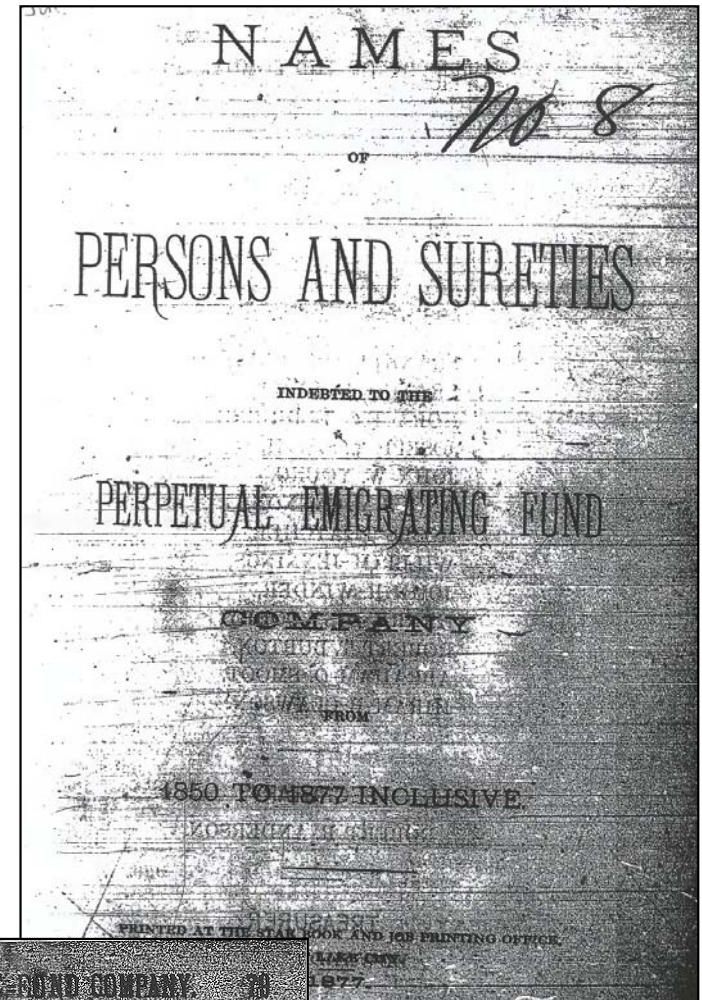 NAMES
No 8
OF
PERSONS AND SURETIES
INDEBTED TO THE
PERPETUAL EMIGRATING FUND
COMPANY
FROM
1850 TO 1877 INCLUSIVE.
PRINTED AT THE STAR BOOK AND JOB PRINTING OFFICE,
1877.
COMPANY.